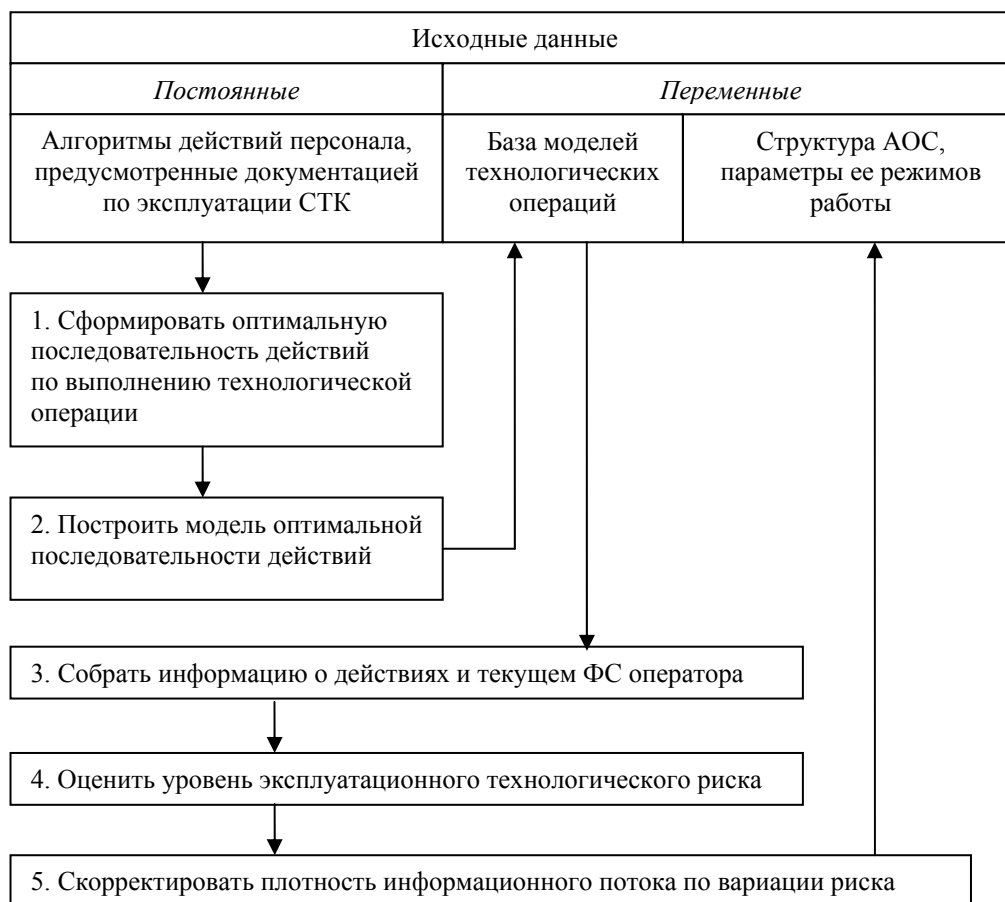 Исходные данные
Постоянные
Переменные
Алгоритмы действий персонала,
предусмотренные документацией
по эксплуатации СТК
База моделей
технологических
операций
Структура АОС,
параметры ее режимов
работы
1. Сформировать оптимальную
последовательность действий
по выполнению технологической
операции
2. Построить модель оптимальной
последовательности действий
3. Собрать информацию о действиях и текущем ФС оператора
4. Оценить уровень эксплуатационного технологического риска
5. Скорректировать плотность информационного потока по вариации риска